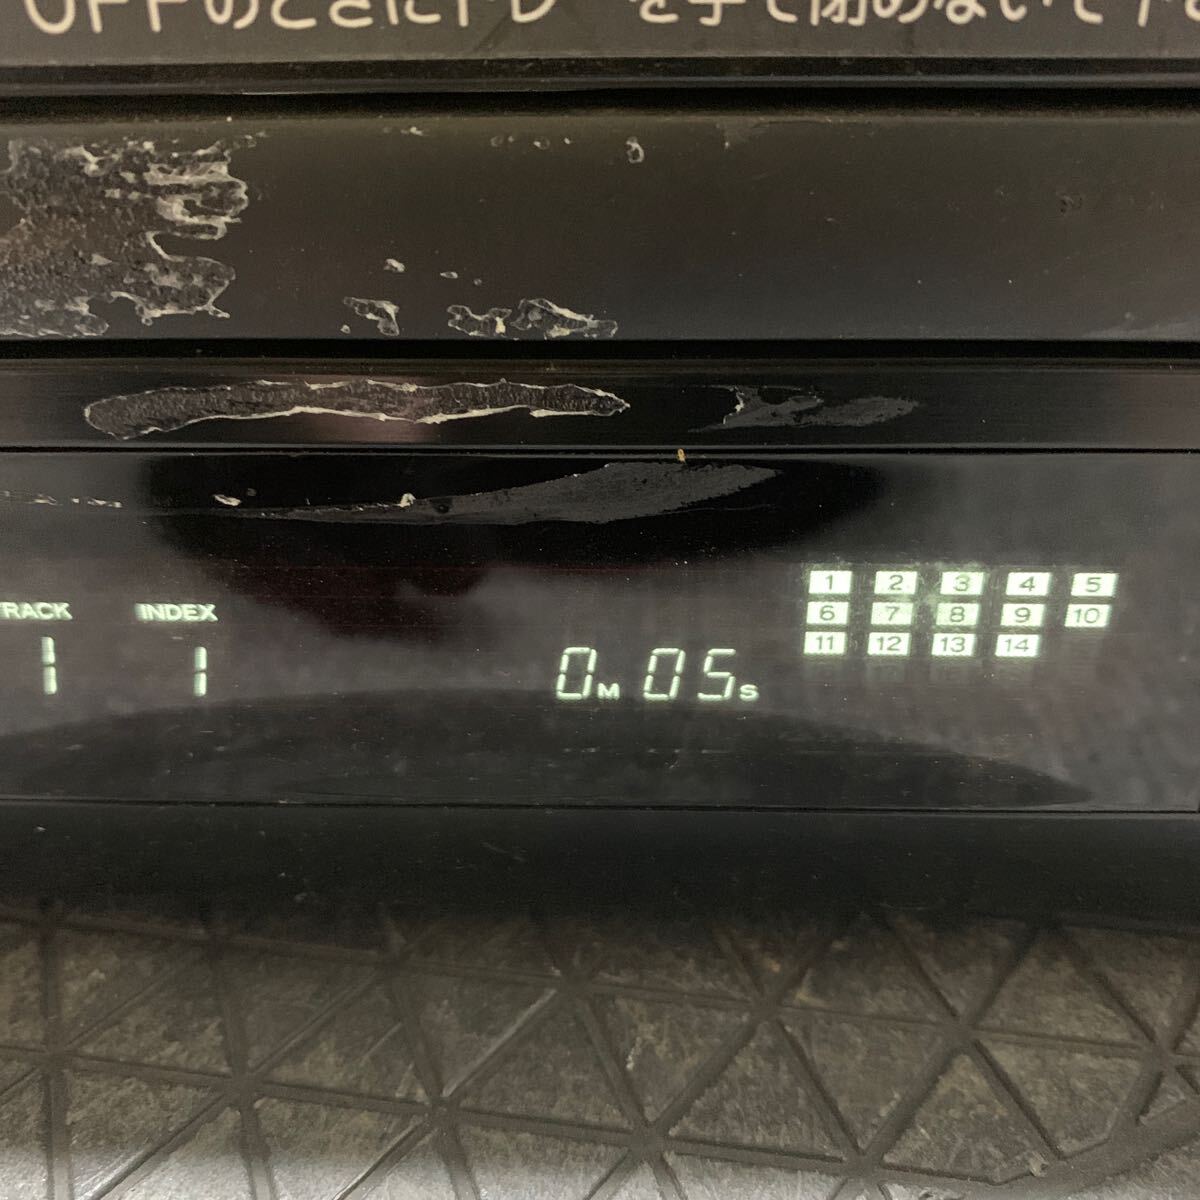 OFFのときにトレーを手で閉めないで下さ
TRACK INDEX
1 1 0M 05S
1 2 3 4 5
6 7 8 9 10
11 12 13 14